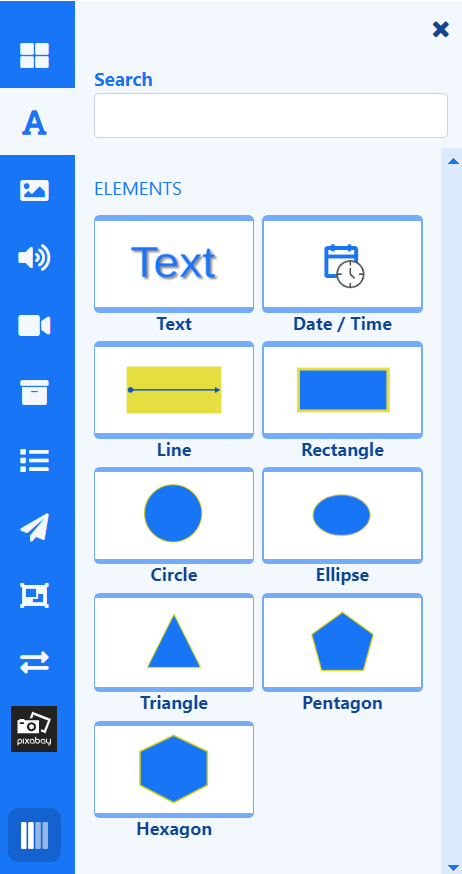 A
Search
ELEMENTS
Text
Text
Date / Time
Line
Rectangle
Circle
Ellipse
Triangle
Pentagon
pixabay
Hexagon